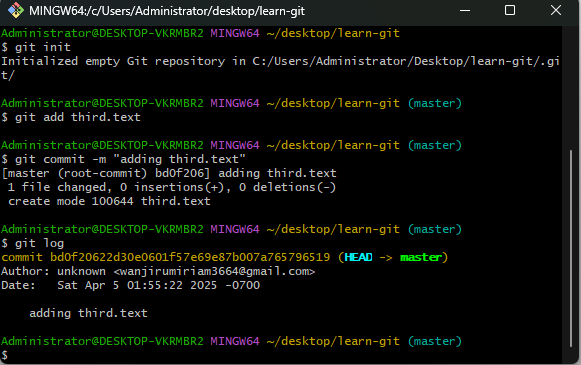 MINGW64:/c/Users/Administrator/desktop/learn-git
Administrator@DESKTOP-VKRMBR2 MINGW64 ~/desktop/learn-git
$ git init
Initialized empty Git repository in C:/Users/Administrator/Desktop/learn-git/.gi
t/
Administrator@DESKTOP-VKRMBR2 MINGW64 ~/desktop/learn-git (master)
$ git add third.text
Administrator@DESKTOP-VKRMBR2 MINGW64 ~/desktop/learn-git (master)
$ git commit -m "adding third.text"
[master (root-commit) bd0f206] adding third.text
1 file changed, 0 insertions(+), 0 deletions(-)
create mode 100644 third.text
Administrator@DESKTOP-VKRMBR2 MINGW64 ~/desktop/learn-git (master)
$ git log
commit bd0f20622d30e0601f57e69e87b007a765796519 (HEAD -> master)
Author: unknown <wanjirumiriam3664@gmail.com>
Date:   Sat Apr 5 01:55:22 2025 -0700
adding third.text
Administrator@DESKTOP-VKRMBR2 MINGW64 ~/desktop/learn-git (master)
$